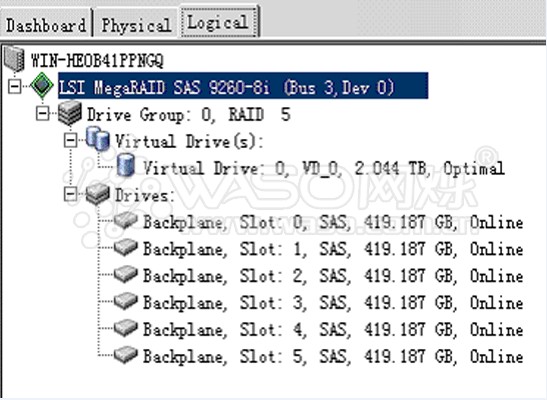 Dashboard Physical Logical
WIN-HEOB41PPNGQ
LSI MegaRAID SAS 9260-8i (Bus 3,Dev 0)
Drive Group: 0, RAID 5
Virtual Drive(s):
Virtual Drive: 0, VD_0, 2.044 TB, Optimal
Drives:
Backplane, Slot: 0, SAS, 419.187 GB, Online
Backplane, Slot: 1, SAS, 419.187 GB, Online
Backplane, Slot: 2, SAS, 419.187 GB, Online
Backplane, Slot: 3, SAS, 419.187 GB, Online
Backplane, Slot: 4, SAS, 419.187 GB, Online
Backplane, Slot: 5, SAS, 419.187 GB, Online
WASO网烁®